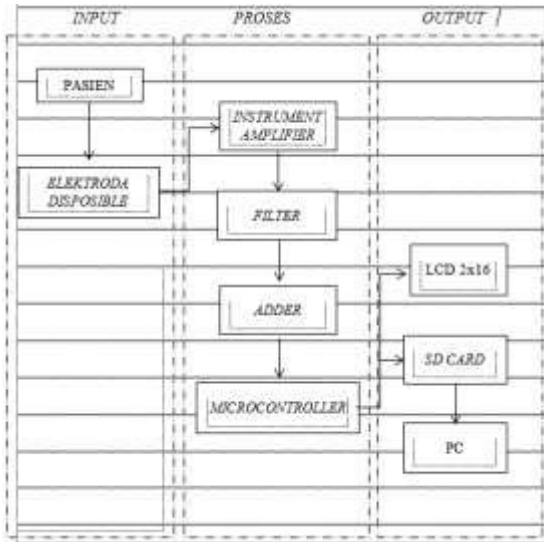 INPUT
PROSES
OUTPUT
PASIEN
ELEKTRODA
DISPOSIBLE
INSTRUMENT
AMPLIFIER
FILTER
ADDER
MICROCONTROLLER
LCD 2x16
SD CARD
PC